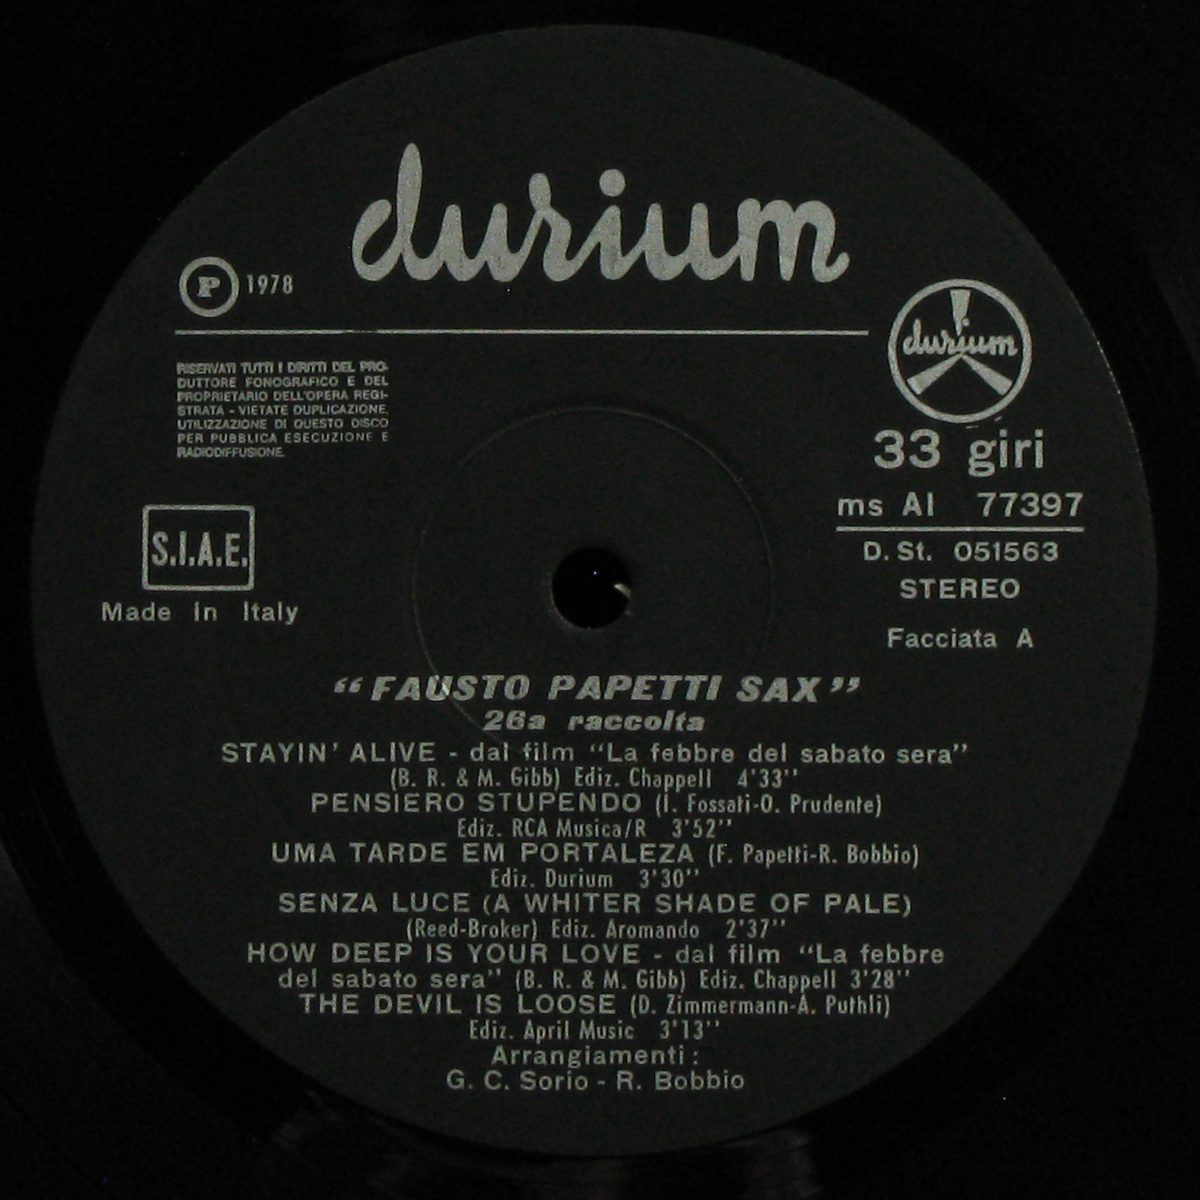 durium
P 1978
RISERVATI TUTTI I DIRITTI DEL PRO-
DUTTORE FONOGRAFICO E DEL
PROPRIETARIO DELL'OPERA REGI-
STRATA - VIETATE DUPLICAZIONE,
UTILIZZAZIONE DI QUESTO DISCO
PER PUBBLICA ESECUZIONE E
RADIODIFFUSIONE.
durium
33 giri
ms AI 77397
D. St. 051563
STEREO
Facciata A
S.I.A.E.
Made in Italy
"FAUSTO PAPETTI SAX"
26a raccolta
STAYIN' ALIVE - dal film "La febbre del sabato sera"
(B. R. & M. Gibb) Ediz. Chappell 4'33''
PENSIERO STUPENDO (I. Fossati-O. Prudente)
Ediz. RCA Musica/R 3'52''
UMA TARDE EM PORTALEZA (F. Papetti-R. Bobbio)
Ediz. Durium 3'30''
SENZA LUCE (A WHITER SHADE OF PALE)
(Reed-Broker) Ediz. Aromando 2'37''
HOW DEEP IS YOUR LOVE - dal film "La febbre
del sabato sera" (B. R. & M. Gibb) Ediz. Chappell 3'28''
THE DEVIL IS LOOSE (D. Zimmermann-A. Puthli)
Ediz. April Music 3'13''
Arrangiamenti:
G. C. Sorio - R. Bobbio